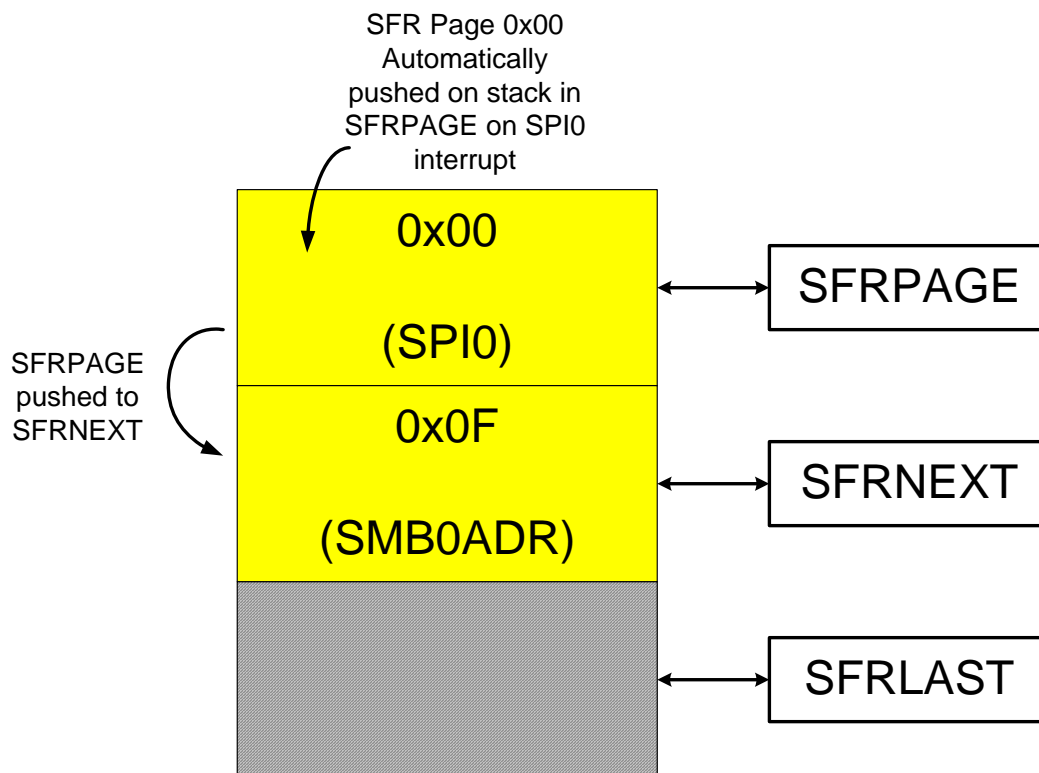 SFR Page 0x00
Automatically
pushed on stack in
SFRPAGE on SPI0
interrupt
0x00
(SPI0)
SFRPAGE
SFRPAGE
pushed to
SFRNEXT
0x0F
(SMB0ADR)
SFRNEXT
SFRLAST